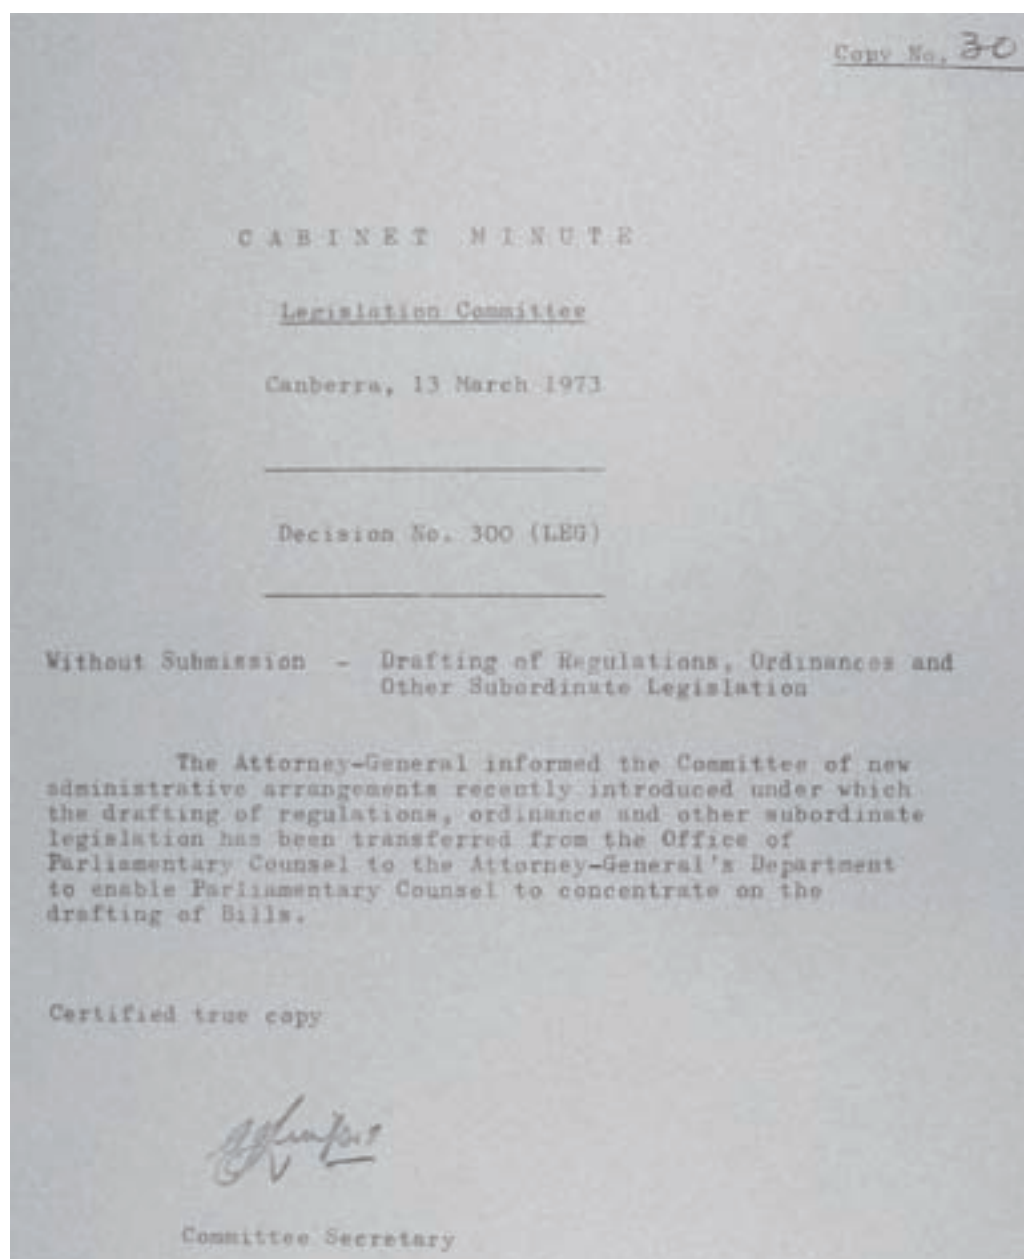 Copy No. 30
CABINET MINUTE
Legislation Committee
Canberra, 13 March 1973
Decision No. 300 (LEG)
Without Submission - Drafting of Regulations, Ordinances and
Other Subordinate Legislation
The Attorney-General informed the Committee of new
administrative arrangements recently introduced under which
the drafting of regulations, ordinance and other subordinate
legislation has been transferred from the Office of
Parliamentary Counsel to the Attorney-General's Department
to enable Parliamentary Counsel to concentrate on the
drafting of Bills.
Certified true copy
Committee Secretary